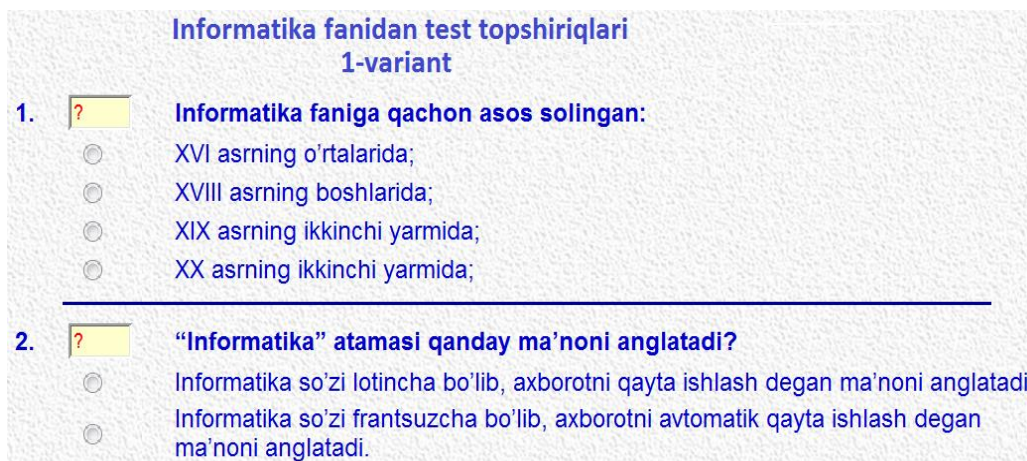 Informatika fanidan test topshiriqlari
1-variant
1. ? Informatika faniga qachon asos solingan:
XVI asrning o’rtalarida;
XVIII asrning boshlarida;
XIX asrning ikkinchi yarmida;
XX asrning ikkinchi yarmida;
2. ? “Informatika” atamasi qanday ma’noni anglatadi?
Informatika so’zi lotincha bo’lib, axborotni qayta ishlash degan ma’noni anglatadi
Informatika so’zi frantsuzcha bo’lib, axborotni avtomatik qayta ishlash degan
ma’noni anglatadi.